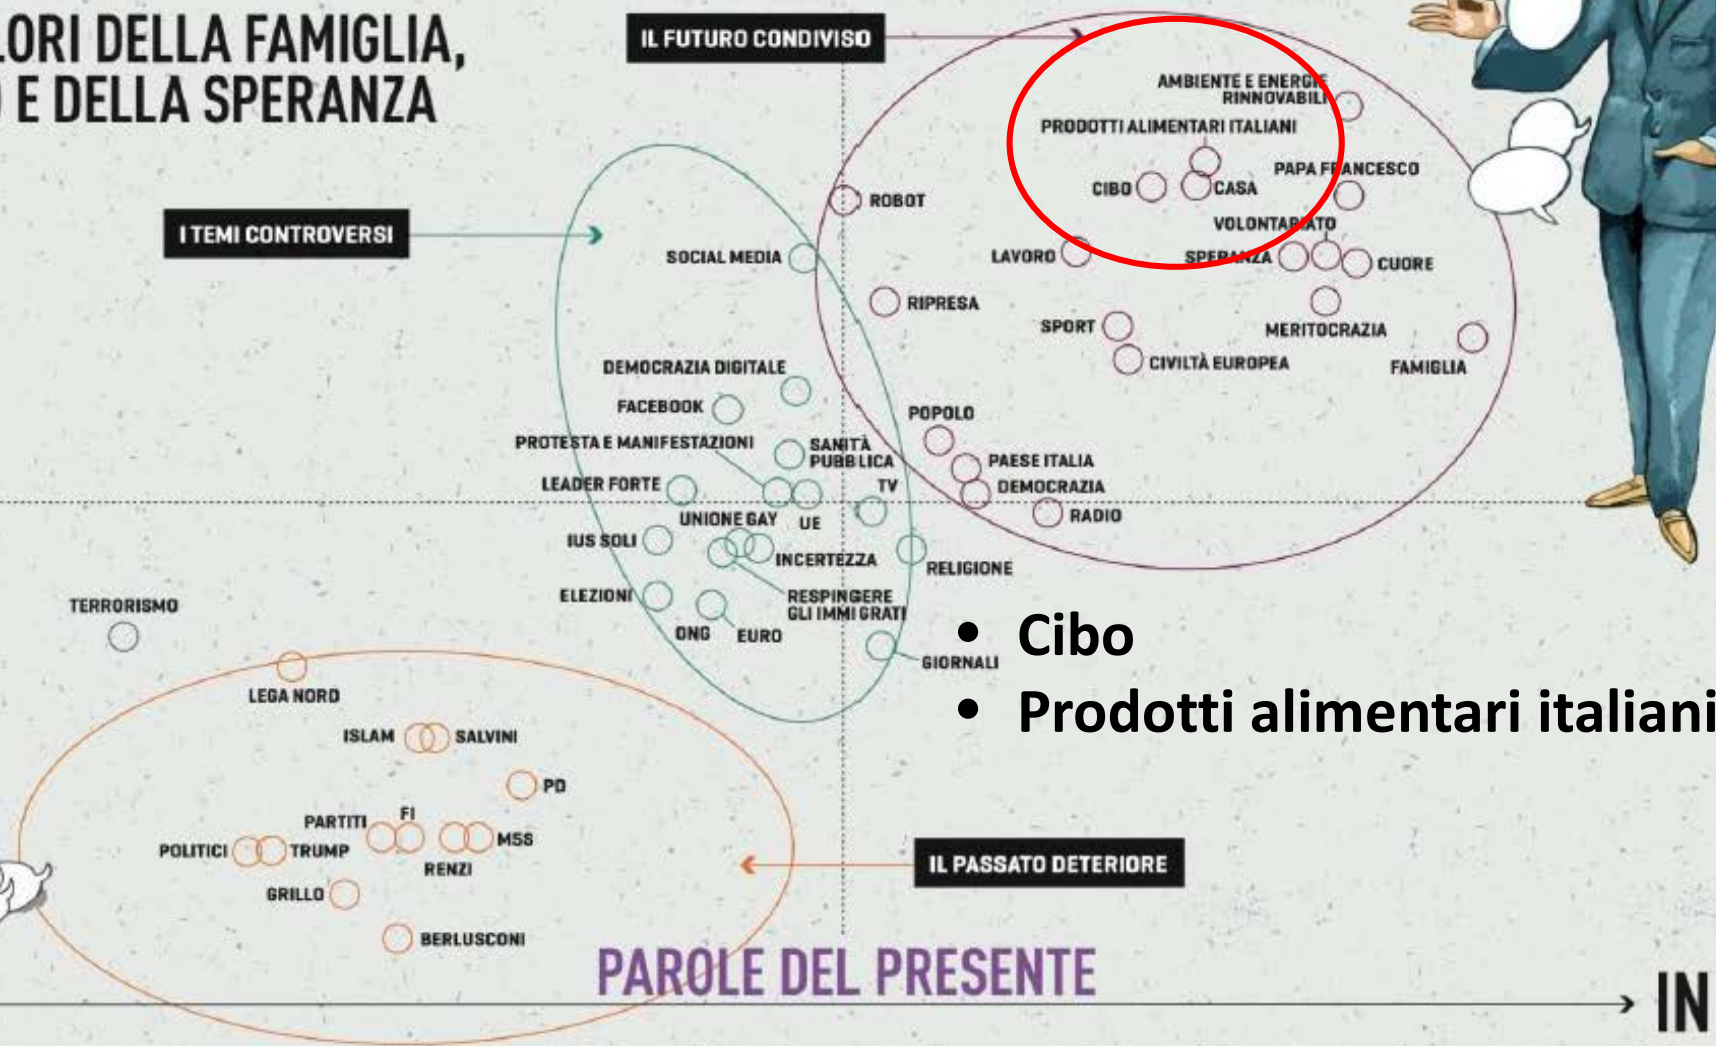 LORI DELLA FAMIGLIA,
E DELLA SPERANZA
IL FUTURO CONDIVISO
AMBIENTE E ENERGIE
RINNOVABILI
PRODOTTI ALIMENTARI ITALIANI
PAPA FRANCESCO
CIBO
CASA
ROBOT
VOLONTARIATO
I TEMI CONTROVERSI
SOCIAL MEDIA
LAVORO
SPERANZA
CUORE
RIPRESA
SPORT
MERITOCRAZIA
CIVILTÀ EUROPEA
FAMIGLIA
DEMOCRAZIA DIGITALE
FACEBOOK
POPOLO
PROTESTA E MANIFESTAZIONI
SANITÀ
PUBBLICA
PAESE ITALIA
LEADER FORTE
TV
DEMOCRAZIA
UNIONE GAY
UE
RADIO
IUS SOLI
INCERTEZZA
RELIGIONE
ELEZIONI
RESPINGERE
GLI IMMIGRATI
TERRORISMO
ONG
EURO
GIORNALI
• Cibo
• Prodotti alimentari italiani
LEGA NORD
ISLAM
SALVINI
PD
PARTITI
FI
M5S
POLITICI
TRUMP
RENZI
IL PASSATO DETERIORE
GRILLO
BERLUSCONI
PAROLE DEL PRESENTE
IN